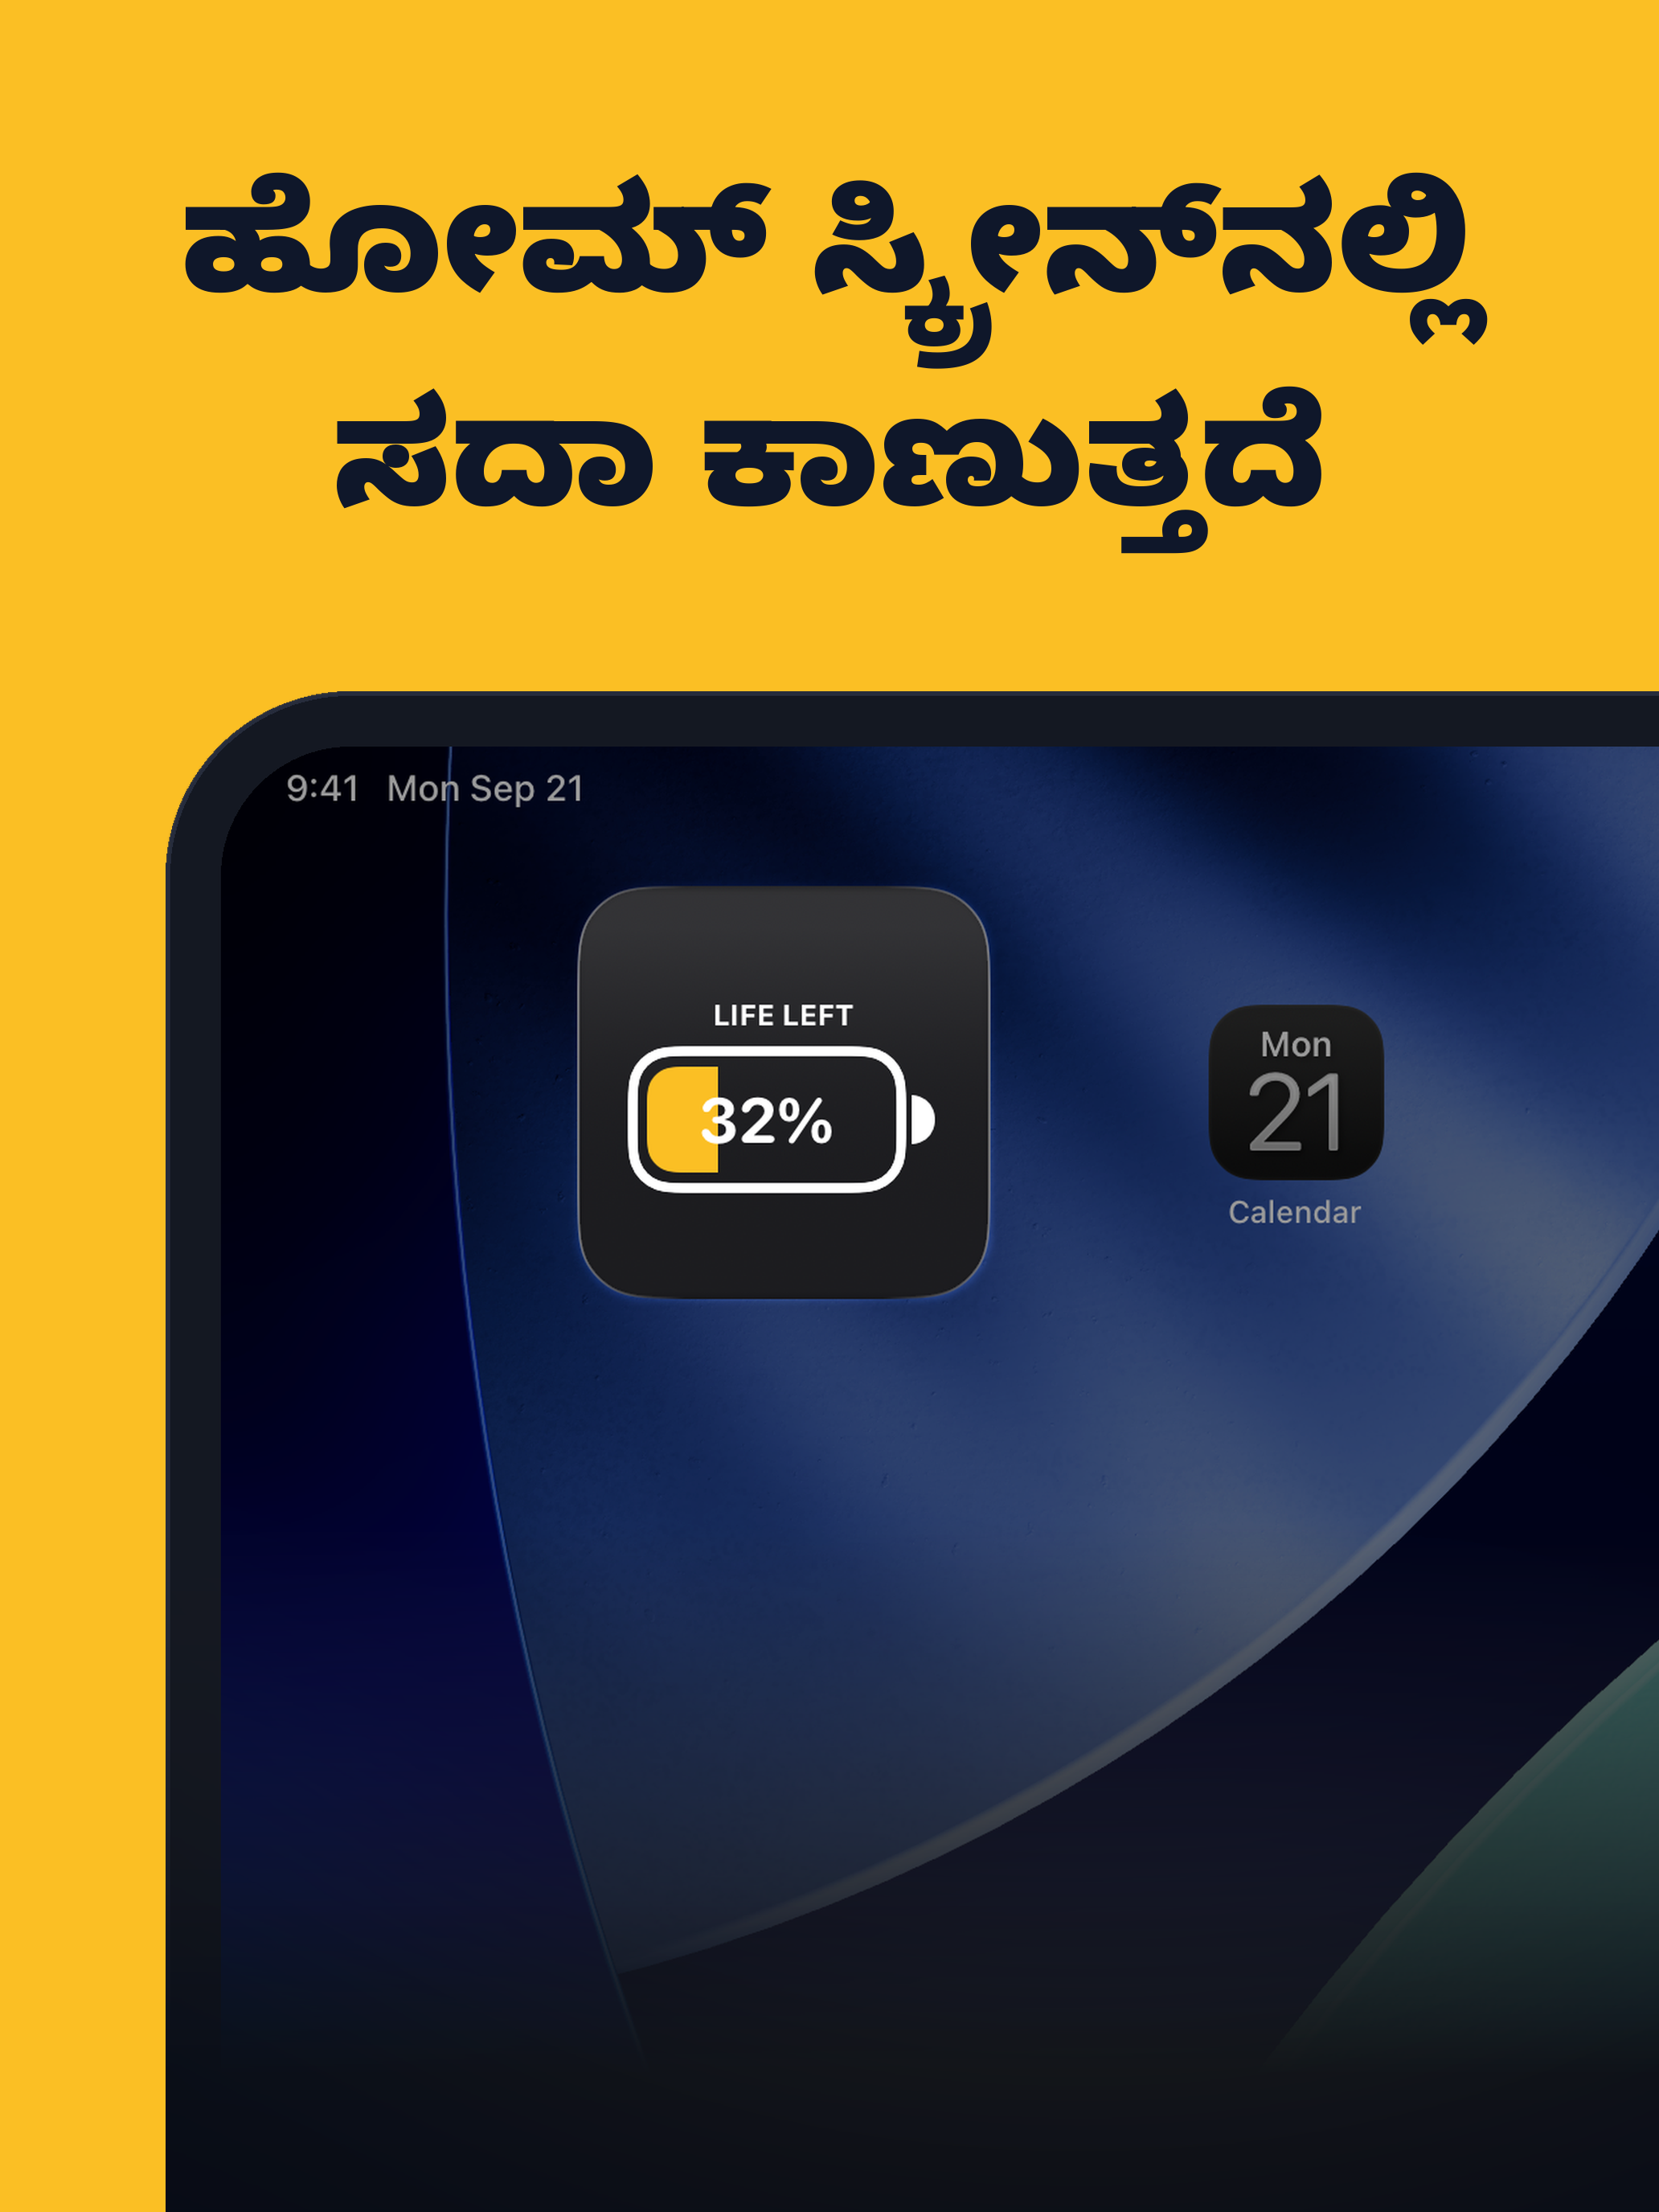 ಹೋಮ್ ಸ್ಕ್ರೀನ್‌ನಲ್ಲಿ
ಸದಾ ಕಾಣುತ್ತದೆ
9:41 Mon Sep 21
LIFE LEFT
32%
Mon
21
Calendar